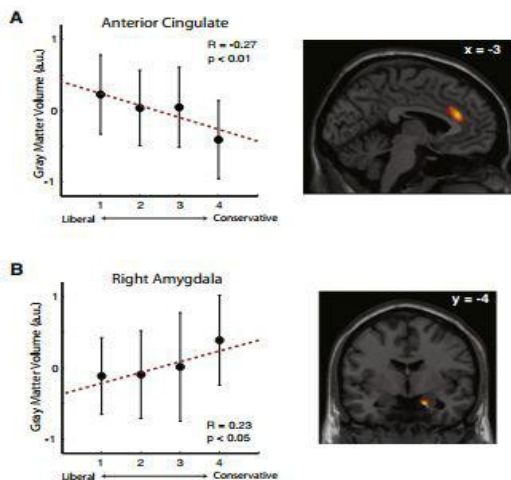 A
Anterior Cingulate
R = -0.27
p < 0.01
Gray Matter Volume (a.u.)
1
0
-1
1 2 3 4
Liberal Conservative
x = -3
B
Right Amygdala
Gray Matter Volume (a.u.)
1
0
-1
R = 0.23
p < 0.05
1 2 3 4
Liberal Conservative
y = -4